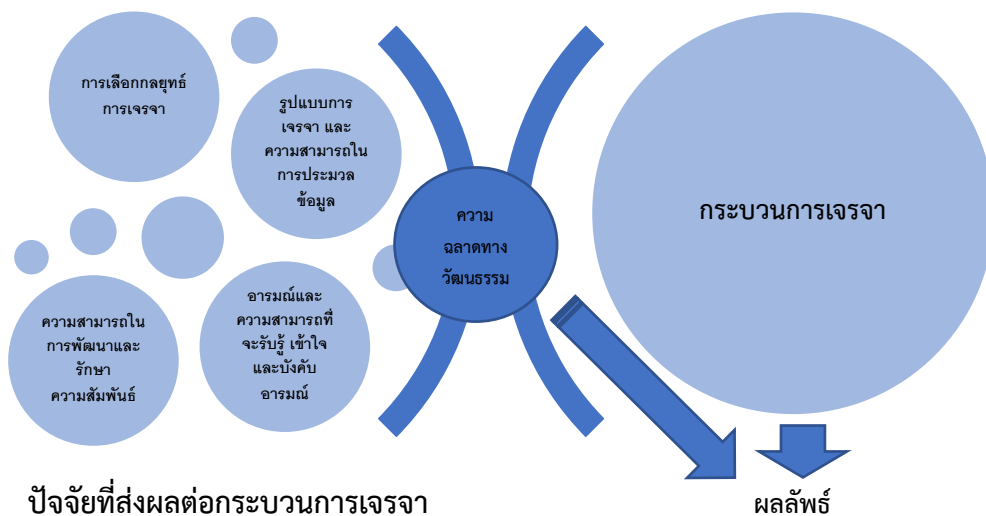 การเลือกกลยุทธ์
การเจรจา
รูปแบบการ
เจรจา และ
ความสามารถใน
การประมวล
ข้อมูล
ความสามารถใน
การพัฒนาและ
รักษา
ความสัมพันธ์
อารมณ์และ
ความสามารถที่
จะรับรู้ เข้าใจ
และบังคับ
อารมณ์
ความ
ฉลาดทาง
วัฒนธรรม
กระบวนการเจรจา
ปัจจัยที่ส่งผลต่อกระบวนการเจรจา
ผลลัพธ์